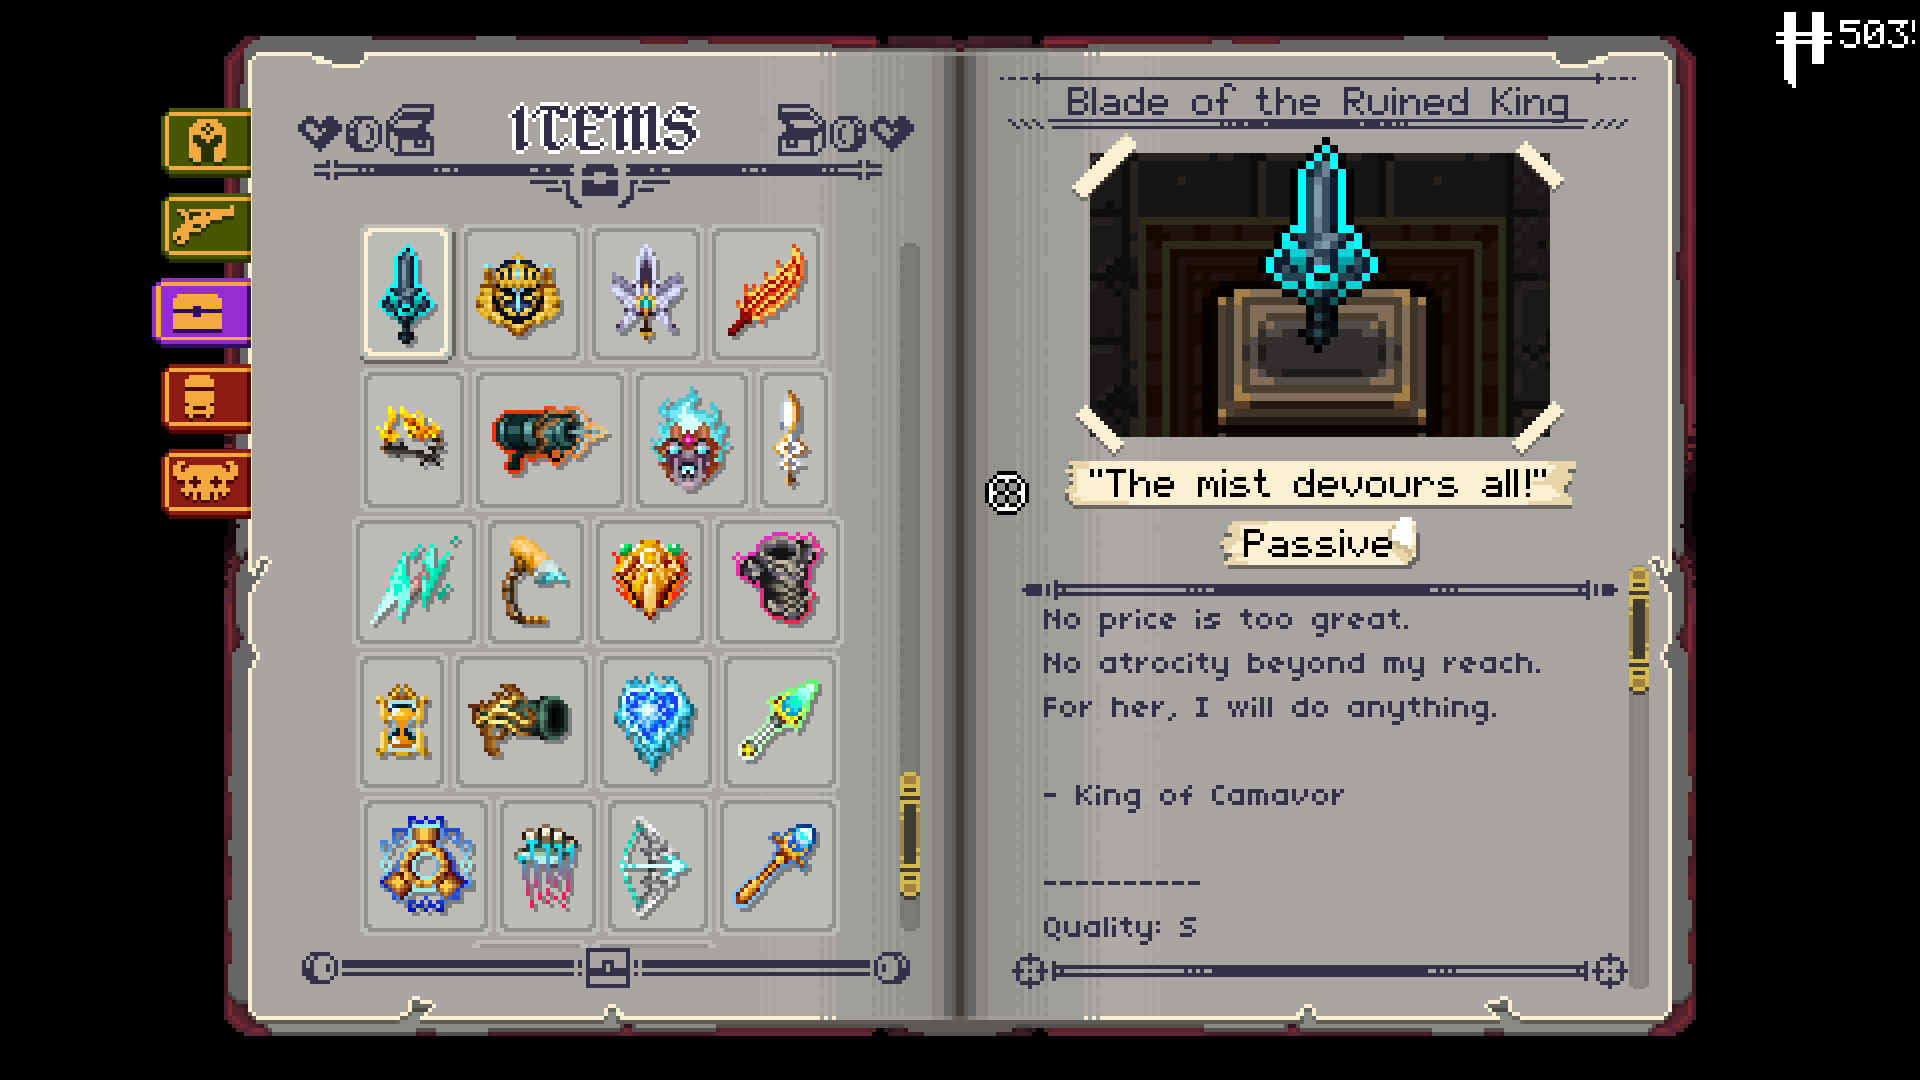 5035
ITEMS
Blade of the Ruined King
"The mist devours all!"
Passive
No price is too great.
No atrocity beyond my reach.
For her, I will do anything.
- King of Camavor
----------
Quality: S